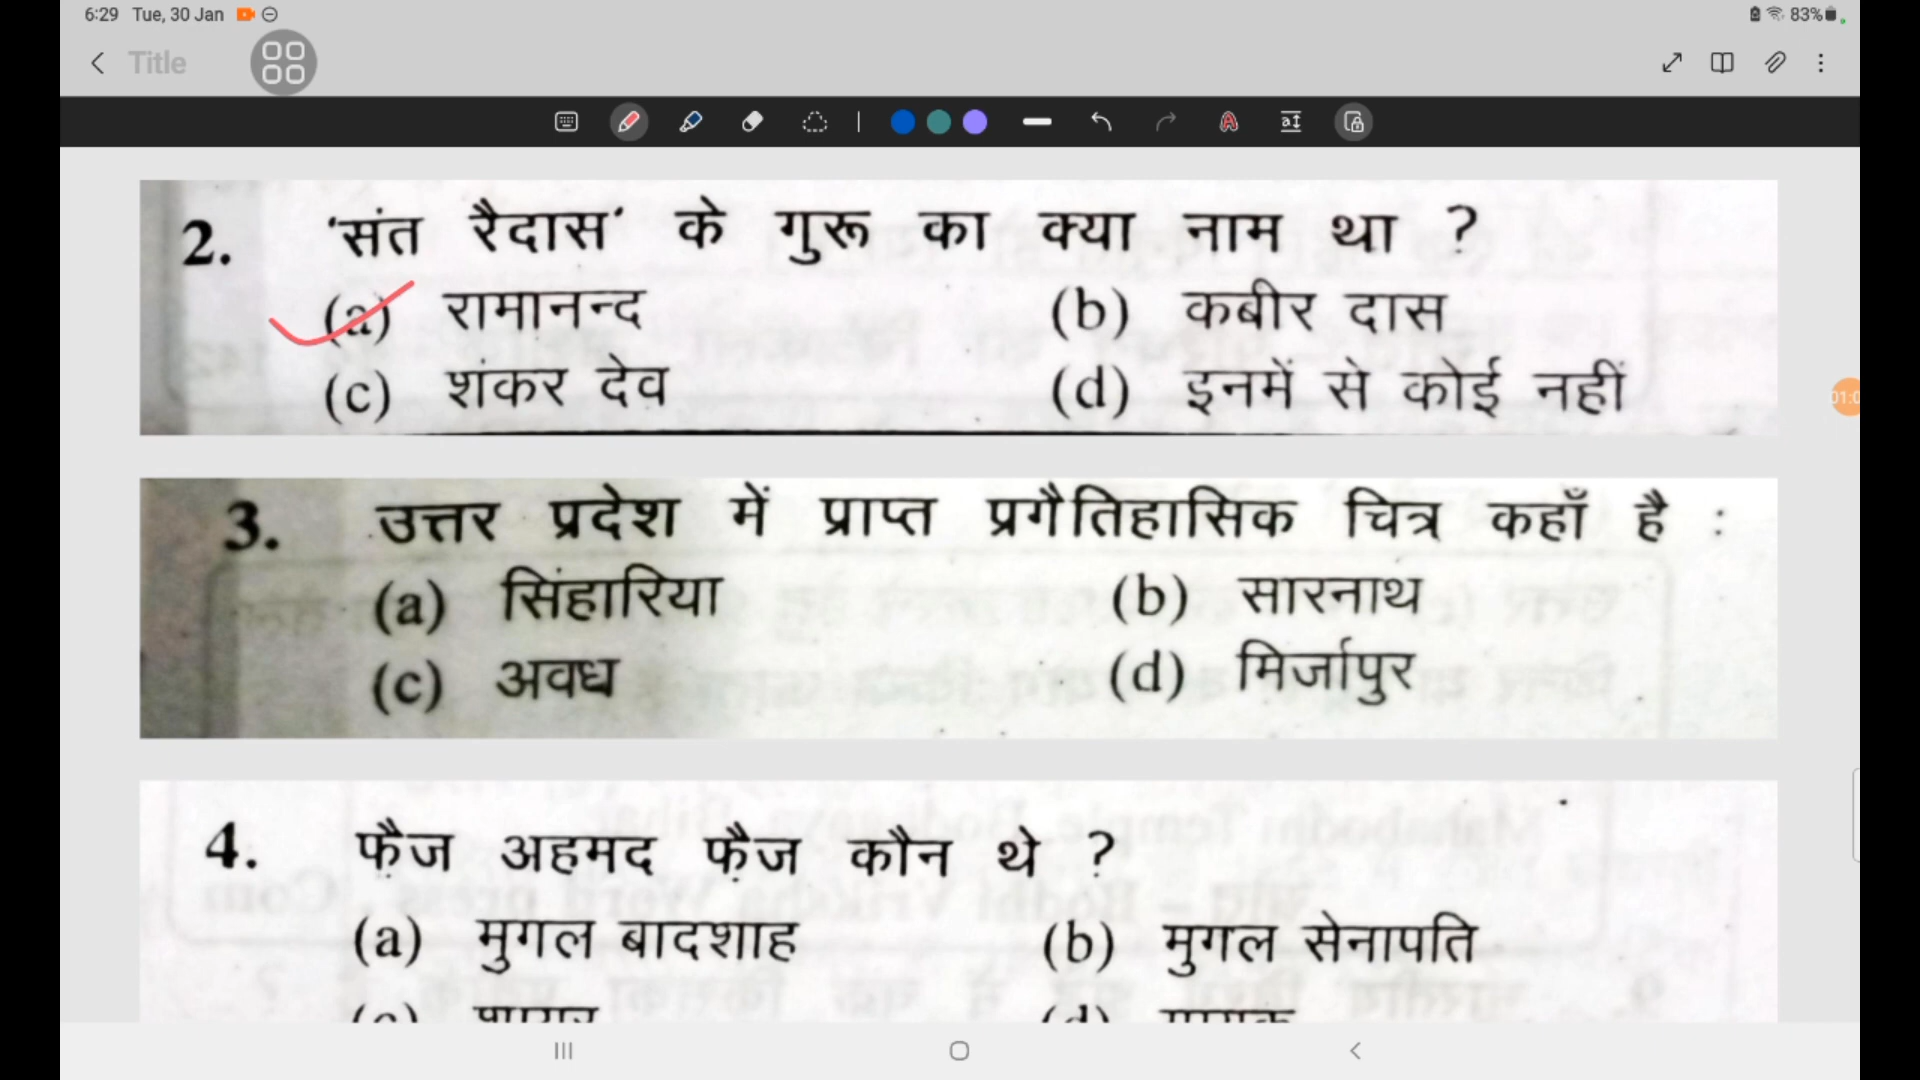 6:29 Tue, 30 Jan
83%
Title
2. ‘संत रैदास’ के गुरू का क्या नाम था ?
(a) रामानन्द (b) कबीर दास
(c) शंकर देव (d) इनमें से कोई नहीं
3. उत्तर प्रदेश में प्राप्त प्रगैतिहासिक चित्र कहाँ है :
(a) सिंहारिया (b) सारनाथ
(c) अवध (d) मिर्जापुर
4. फ़ैज अहमद फ़ैज कौन थे ?
(a) मुगल बादशाह (b) मुगल सेनापति